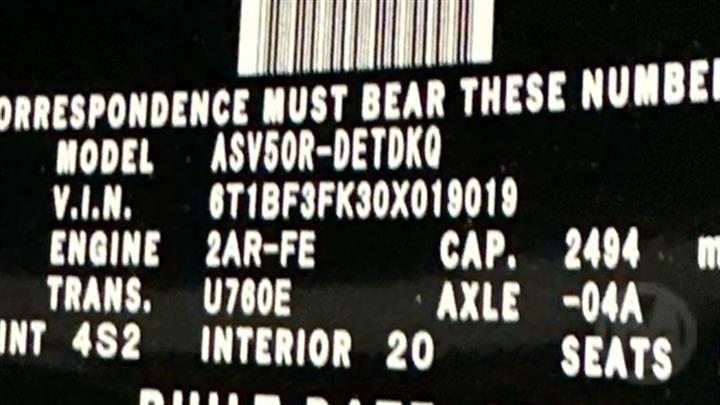 ORRESPONDENCE MUST BEAR THESE NUMBE
MODEL ASV50R-DETDKQ
V.I.N. 6T1BF3FK30X019019
ENGINE 2AR-FE CAP. 2494 m
TRANS. U760E AXLE -04A
INT 4S2 INTERIOR 20 SEATS